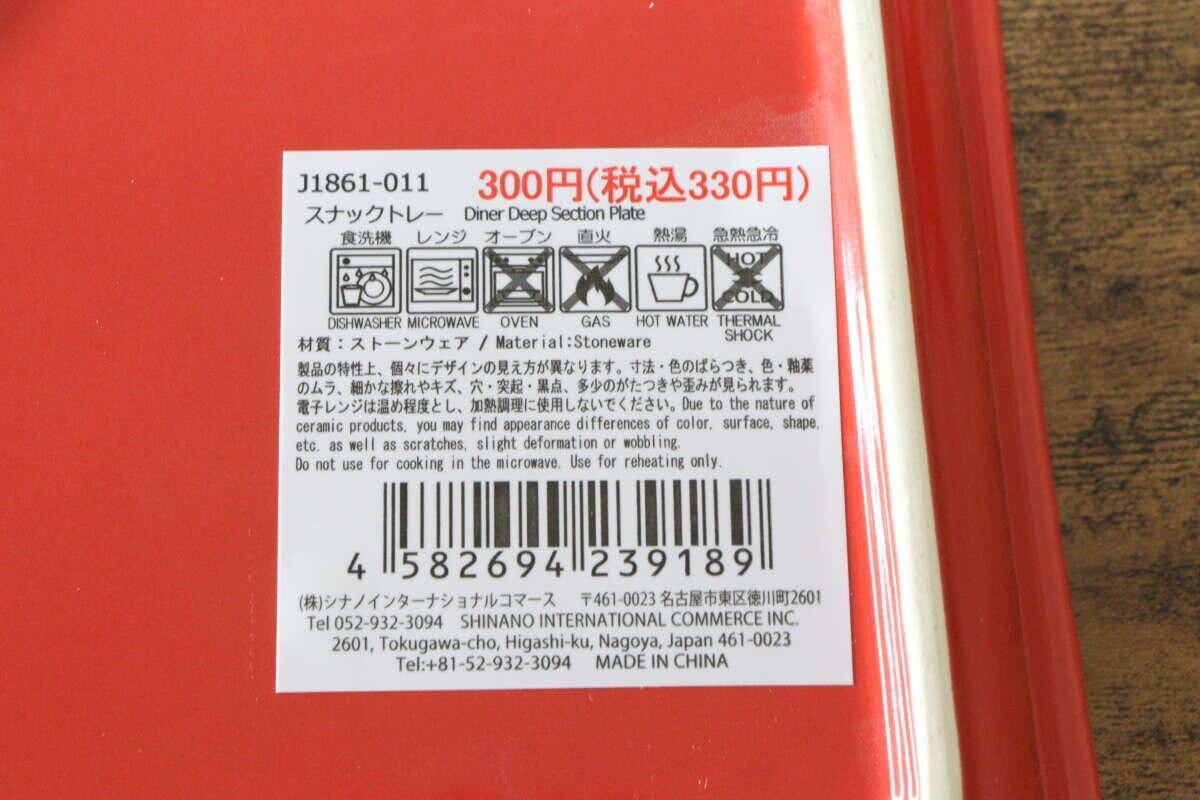 J1861-011 300円(税込330円)
スナックトレー Diner Deep Section Plate
食洗機 レンジ オーブン 直火 熱湯 急熱急冷
HOT
COLD
DISHWASHER MICROWAVE OVEN GAS HOT WATER THERMAL SHOCK
材質：ストーンウェア / Material:Stoneware
製品の特性上、個々にデザインの見え方が異なります。寸法・色のばらつき、色・釉薬
のムラ、細かな擦れやキズ、穴・突起・黒点、多少のがたつきや歪みが見られます。
電子レンジは温め程度とし、加熱調理に使用しないでください。Due to the nature of
ceramic products, you may find appearance differences of color, surface, shape,
etc. as well as scratches, slight deformation or wobbling.
Do not use for cooking in the microwave. Use for reheating only.
4 582694 239189
(株)シナノインターナショナルコマース 〒461-0023 名古屋市東区徳川町2601
Tel 052-932-3094 SHINANO INTERNATIONAL COMMERCE INC.
2601, Tokugawa-cho, Higashi-ku, Nagoya, Japan 461-0023
Tel:+81-52-932-3094 MADE IN CHINA